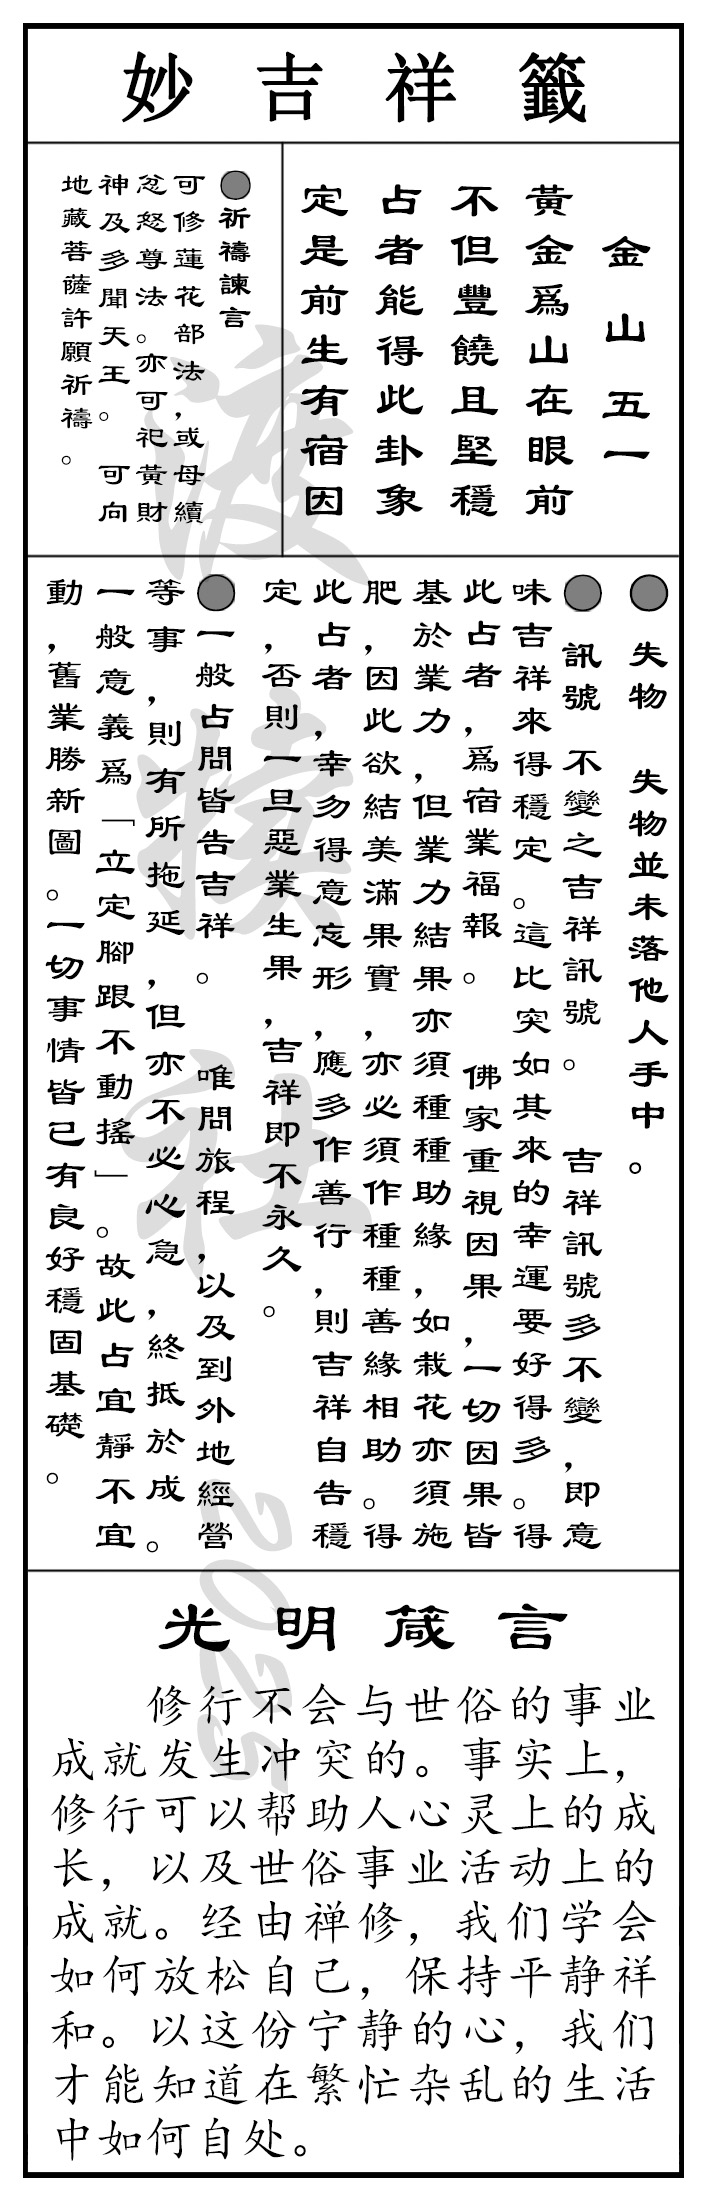 妙吉祥籤
金山五一
黃金爲山在眼前
不但豐饒且堅穩
占者能得此卦象
定是前生有宿因
●祈禱諫言
可修蓮花部法，或母續
忿怒尊法。亦可祀黃財
神及多聞天王。 可向
地藏菩薩許願祈禱。
● 失物 失物並未落他人手中。
● 訊號 不變之吉祥訊號。 吉祥訊號多不變，即意
味吉祥來得穩定。這比突如其來的幸運要好得多。得
此占者，爲宿業福報。 佛家重視因果，一切因果皆
基於業力，但業力結果亦須種種助緣，如栽花亦須施
肥，因此欲結美滿果實，亦必須作種種善緣相助。得
此占者，幸勿得意忘形，應多作善行，則吉祥自告穩
定，否則一旦惡業生果，吉祥即不永久。
●一般占問皆告吉祥。 唯問旅程，以及到外地經營
等事，則有所拖延，但亦不必心急，終抵於成。
一般意義爲「立定腳跟不動搖」。故此占宜靜不宜
動，舊業勝新圖。一切事情皆已有良好穩固基礎。
光明箴言
修行不会与世俗的事业
成就发生冲突的。事实上，
修行可以帮助人心灵上的成
长，以及世俗事业活动上的
成就。经由禅修，我们学会
如何放松自己，保持平静祥
和。以这份宁静的心，我们
才能知道在繁忙杂乱的生活
中如何自处。
渡犊社 2025